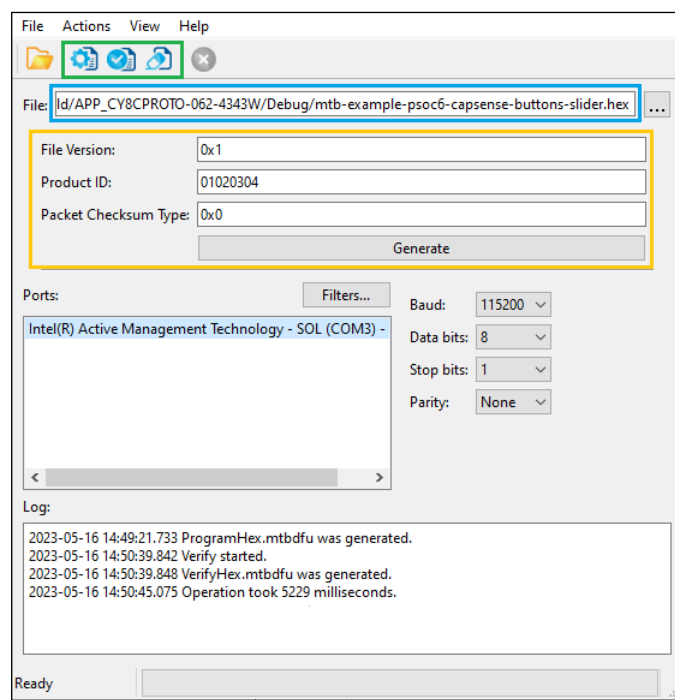 File Actions View Help
File: ld/APP_CY8CPROTO-062-4343W/Debug/mtb-example-psoc6-capsense-buttons-slider.hex ...
File Version: 0x1
Product ID: 01020304
Packet Checksum Type: 0x0
Generate
Ports: Filters...
Intel(R) Active Management Technology - SOL (COM3) -
Baud: 115200
Data bits: 8
Stop bits: 1
Parity: None
Log:
2023-05-16 14:49:21.733 ProgramHex.mtbdfu was generated.
2023-05-16 14:50:39.842 Verify started.
2023-05-16 14:50:39.848 VerifyHex.mtbdfu was generated.
2023-05-16 14:50:45.075 Operation took 5229 milliseconds.
Ready